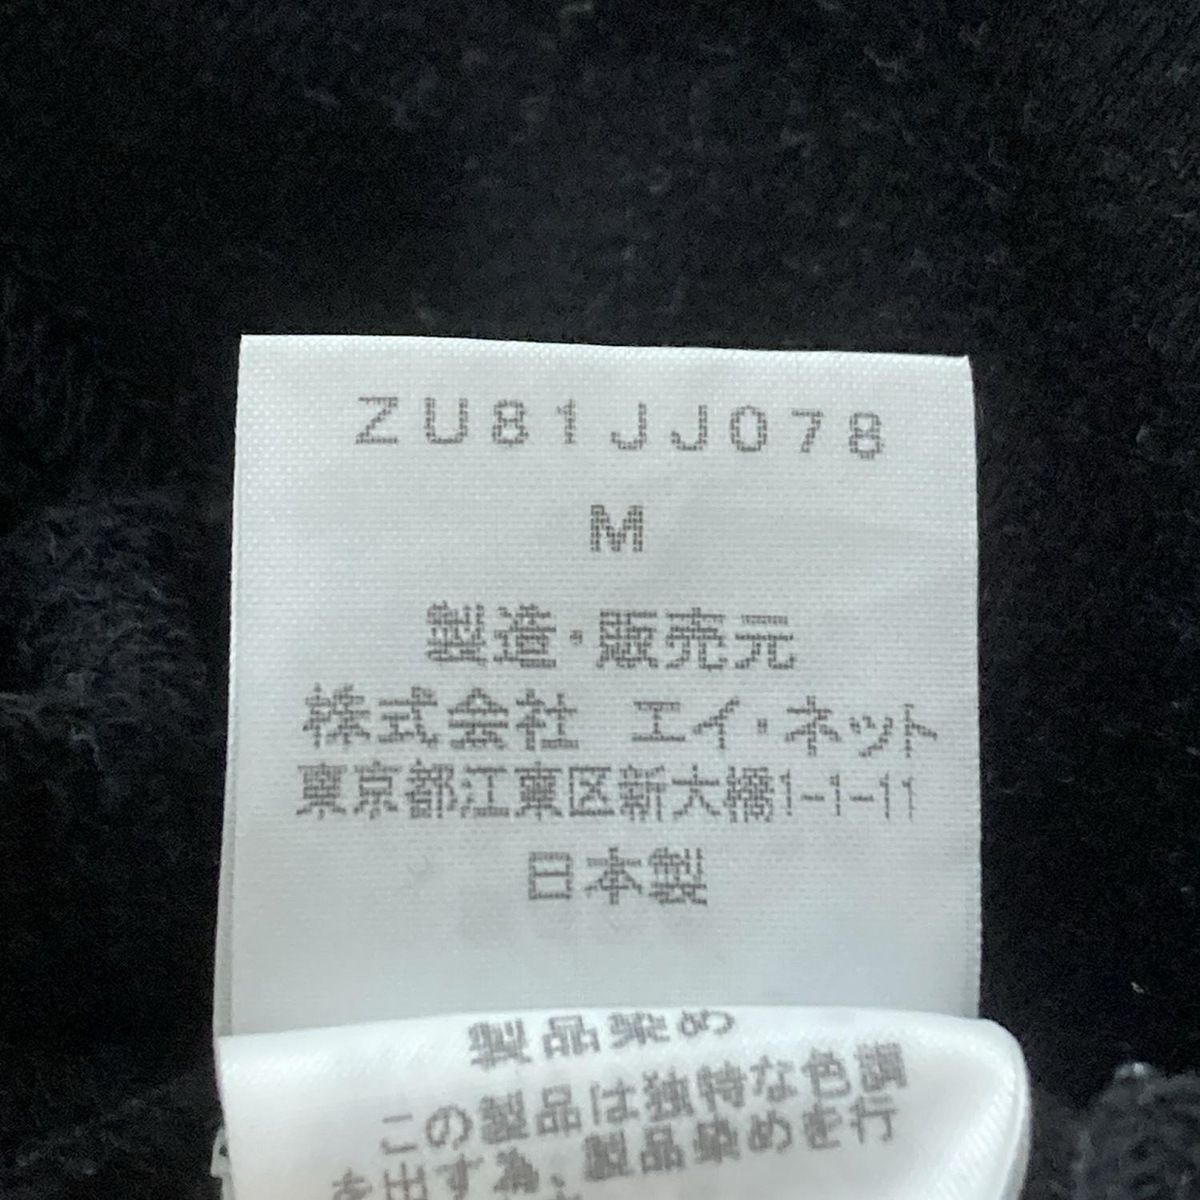 ZU81JJ078
M
製造・販売元
株式会社 エイ・ネット
東京都江東区新大橋1-1-11
日本製
製品染め
この製品は独特な色調
を出す為、製品染めを行